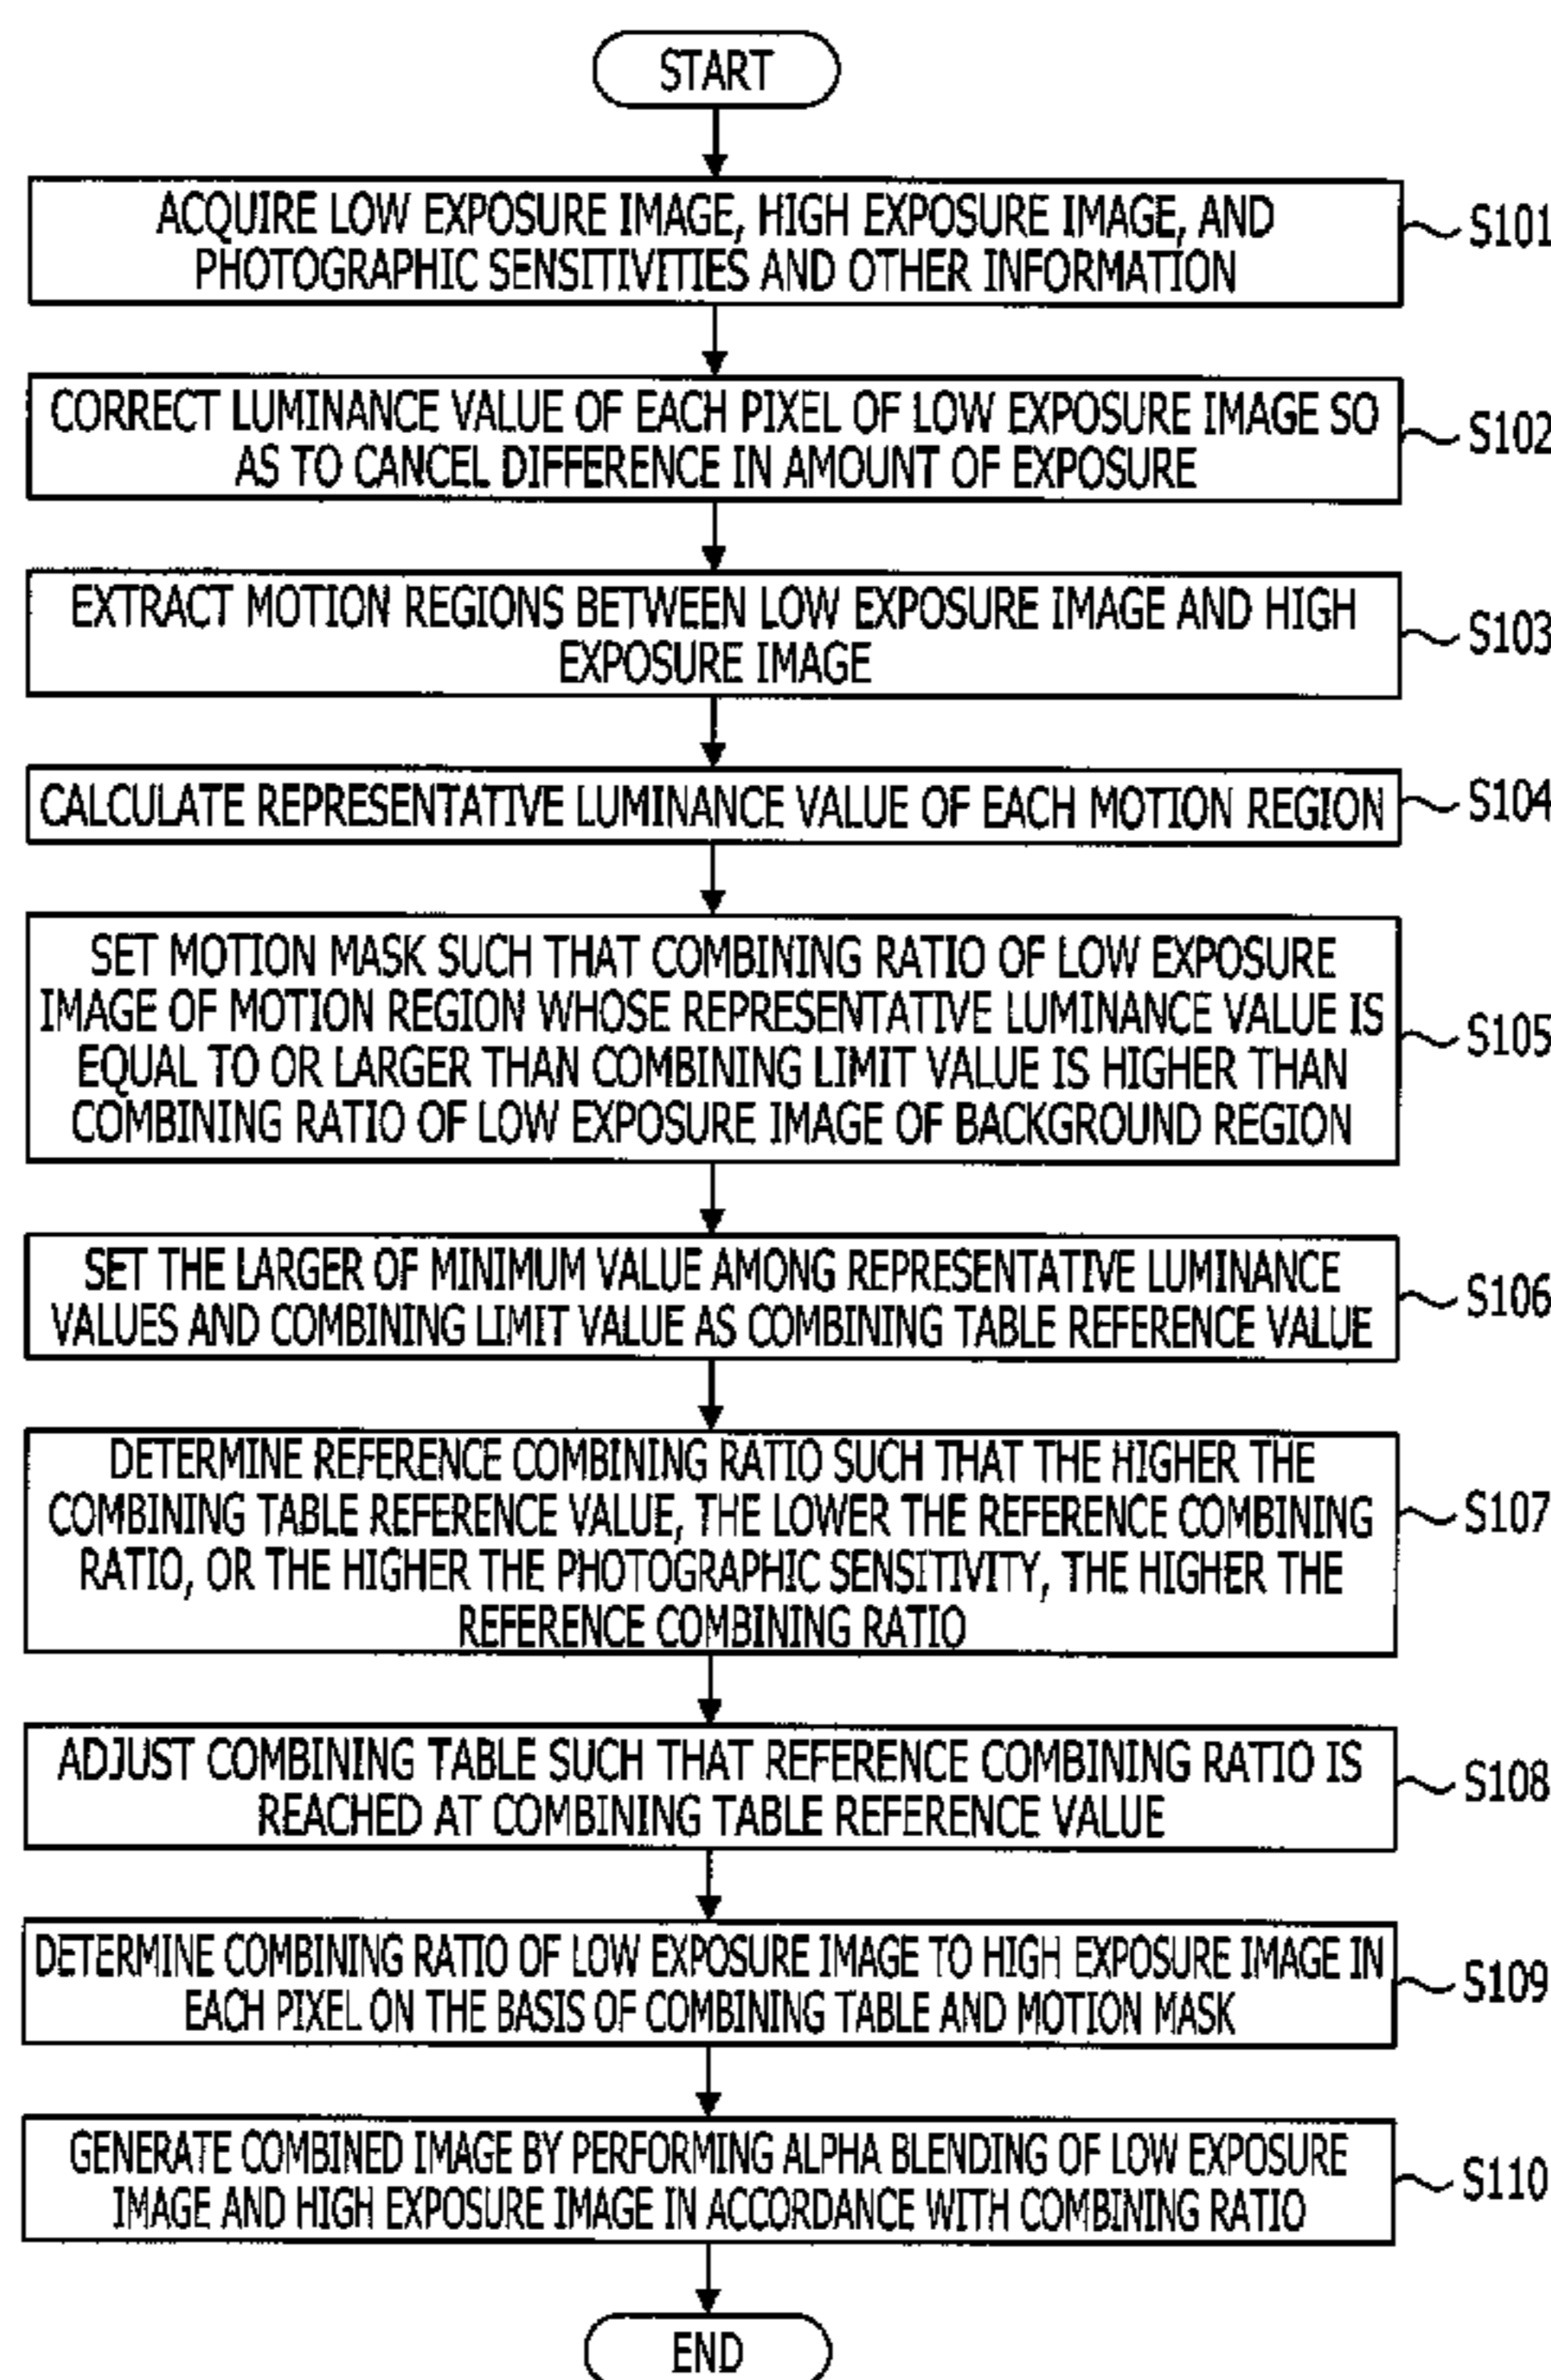 START
ACQUIRE LOW EXPOSURE IMAGE, HIGH EXPOSURE IMAGE, AND
PHOTOGRAPHIC SENSITIVITIES AND OTHER INFORMATION
S101
CORRECT LUMINANCE VALUE OF EACH PIXEL OF LOW EXPOSURE IMAGE SO
AS TO CANCEL DIFFERENCE IN AMOUNT OF EXPOSURE
S102
EXTRACT MOTION REGIONS BETWEEN LOW EXPOSURE IMAGE AND HIGH
EXPOSURE IMAGE
S103
CALCULATE REPRESENTATIVE LUMINANCE VALUE OF EACH MOTION REGION
S104
SET MOTION MASK SUCH THAT COMBINING RATIO OF LOW EXPOSURE
IMAGE OF MOTION REGION WHOSE REPRESENTATIVE LUMINANCE VALUE IS
EQUAL TO OR LARGER THAN COMBINING LIMIT VALUE IS HIGHER THAN
COMBINING RATIO OF LOW EXPOSURE IMAGE OF BACKGROUND REGION
S105
SET THE LARGER OF MINIMUM VALUE AMONG REPRESENTATIVE LUMINANCE
VALUES AND COMBINING LIMIT VALUE AS COMBINING TABLE REFERENCE VALUE
S106
DETERMINE REFERENCE COMBINING RATIO SUCH THAT THE HIGHER THE
COMBINING TABLE REFERENCE VALUE, THE LOWER THE REFERENCE COMBINING
RATIO, OR THE HIGHER THE PHOTOGRAPHIC SENSITIVITY, THE HIGHER THE
REFERENCE COMBINING RATIO
S107
ADJUST COMBINING TABLE SUCH THAT REFERENCE COMBINING RATIO IS
REACHED AT COMBINING TABLE REFERENCE VALUE
S108
DETERMINE COMBINING RATIO OF LOW EXPOSURE IMAGE TO HIGH EXPOSURE IMAGE IN
EACH PIXEL ON THE BASIS OF COMBINING TABLE AND MOTION MASK
S109
GENERATE COMBINED IMAGE BY PERFORMING ALPHA BLENDING OF LOW EXPOSURE
IMAGE AND HIGH EXPOSURE IMAGE IN ACCORDANCE WITH COMBINING RATIO
S110
END